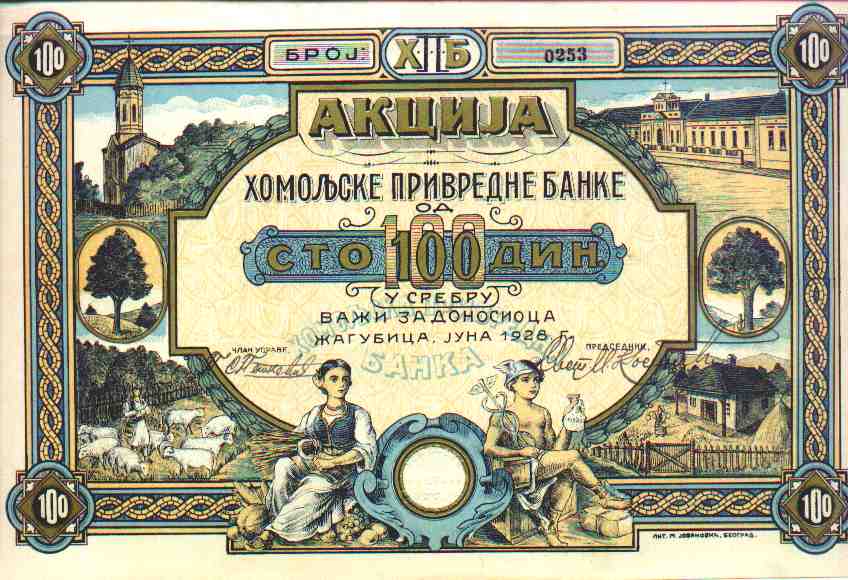 100 БРОЈ: ХПБ 0253 100
АКЦИЈА
ХОМОЉСКЕ ПРИВРЕДНЕ БАНКЕ
ОД
СТО 100 ДИН.
У СРЕБРУ
ВАЖИ ЗА ДОНОСИОЦА
ЖАГУБИЦА, ЈУНА 1928 Г.
ЧЛАН УПРАВЕ, ПРЕДСЕДНИК,
БАНКА
100 100
ЛИТ. М. ЈОВАНОВИЋ, БЕОГРАД.